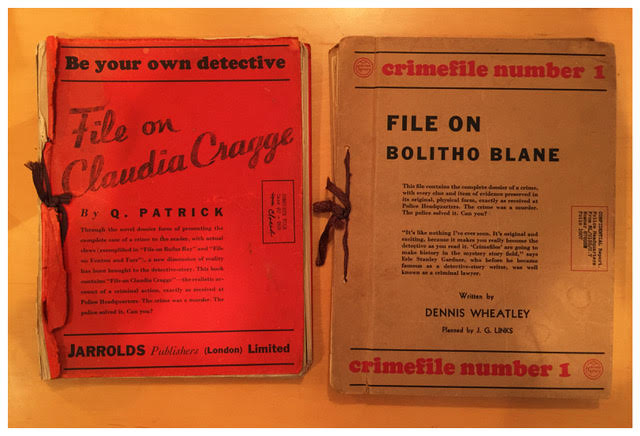 Be your own detective
File on
Claudia Cragge
By Q. PATRICK
Through the novel dossier form of presenting the
complete case of a crime to the reader, with actual
clews (exemplified in "File on Rufus Ray" and "File
on Fenton and Farr", a new dimension of reality
has been brought to the detective-story. This book
contains "File on Claudia Cragge"—the realistic ac-
count of a criminal action, exactly as received at
Police Headquarters. The crime was a murder. The
police solved it. Can you?
JARROLDS Publishers (London) Limited
crimefile number 1
FILE ON
BOLITHO BLANE
This file contains the complete dossier of a crime,
with every clue and item of evidence preserved in
its original, physical form, exactly as received at
Police Headquarters. The crime was a murder.
The police solved it. Can you?
"It's like nothing I've ever seen. It's original and
exciting, because it makes you really become the
detective as you read it. 'Crimefiles' are going to
make history in the mystery story field," says
Erle Stanley Gardner, who before he became
famous as a detective-story writer, was well
known as a criminal lawyer.
CONFIDENTIAL Report.
Written by
DENNIS WHEATLEY
Planned by J. G. LINKS
crimefile number 1